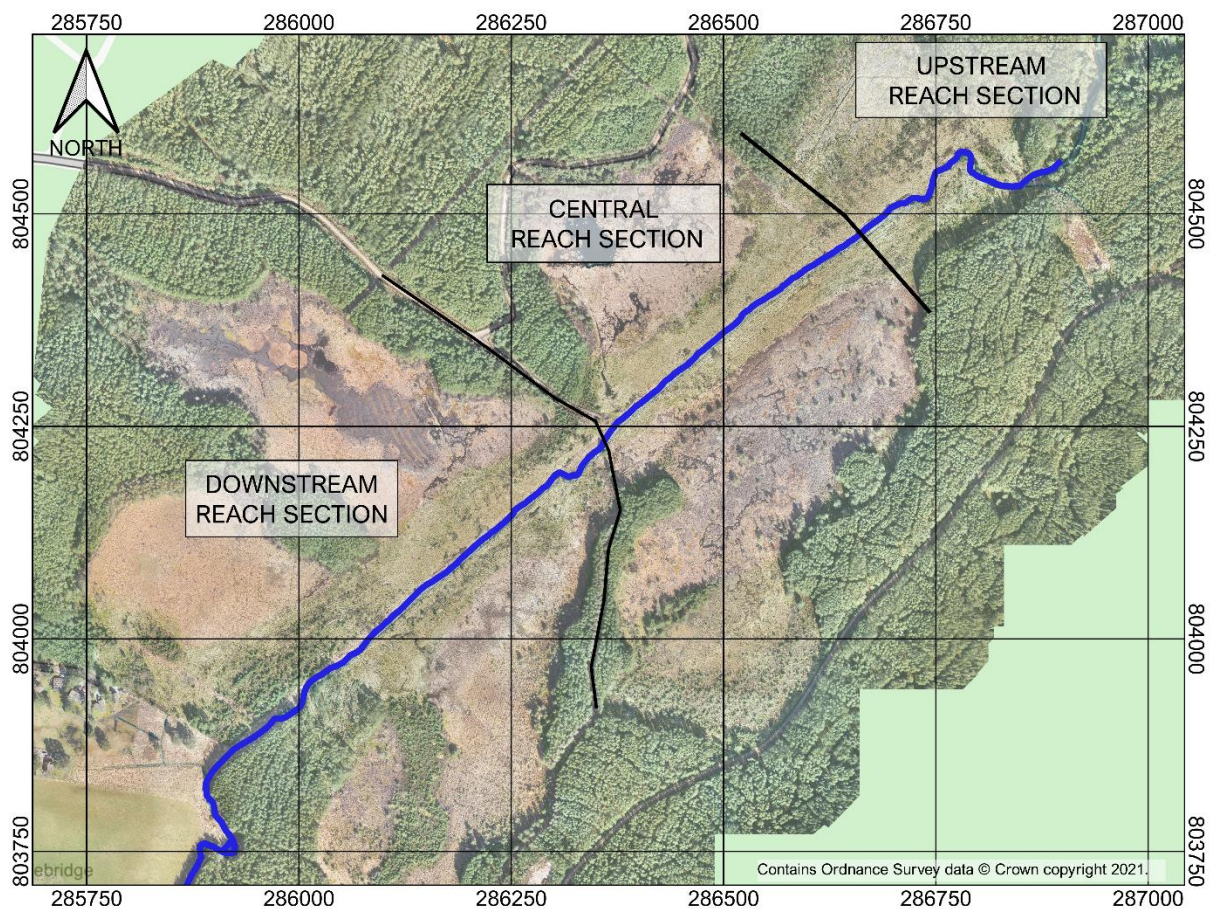 285750 286000 286250 286500 286750 287000
UPSTREAM
REACH SECTION
NORTH
CENTRAL
REACH SECTION
804500
804500
804250
804250
DOWNSTREAM
REACH SECTION
804000
804000
803750
803750
ebridge
Contains Ordnance Survey data © Crown copyright 2021.
285750 286000 286250 286500 286750 287000